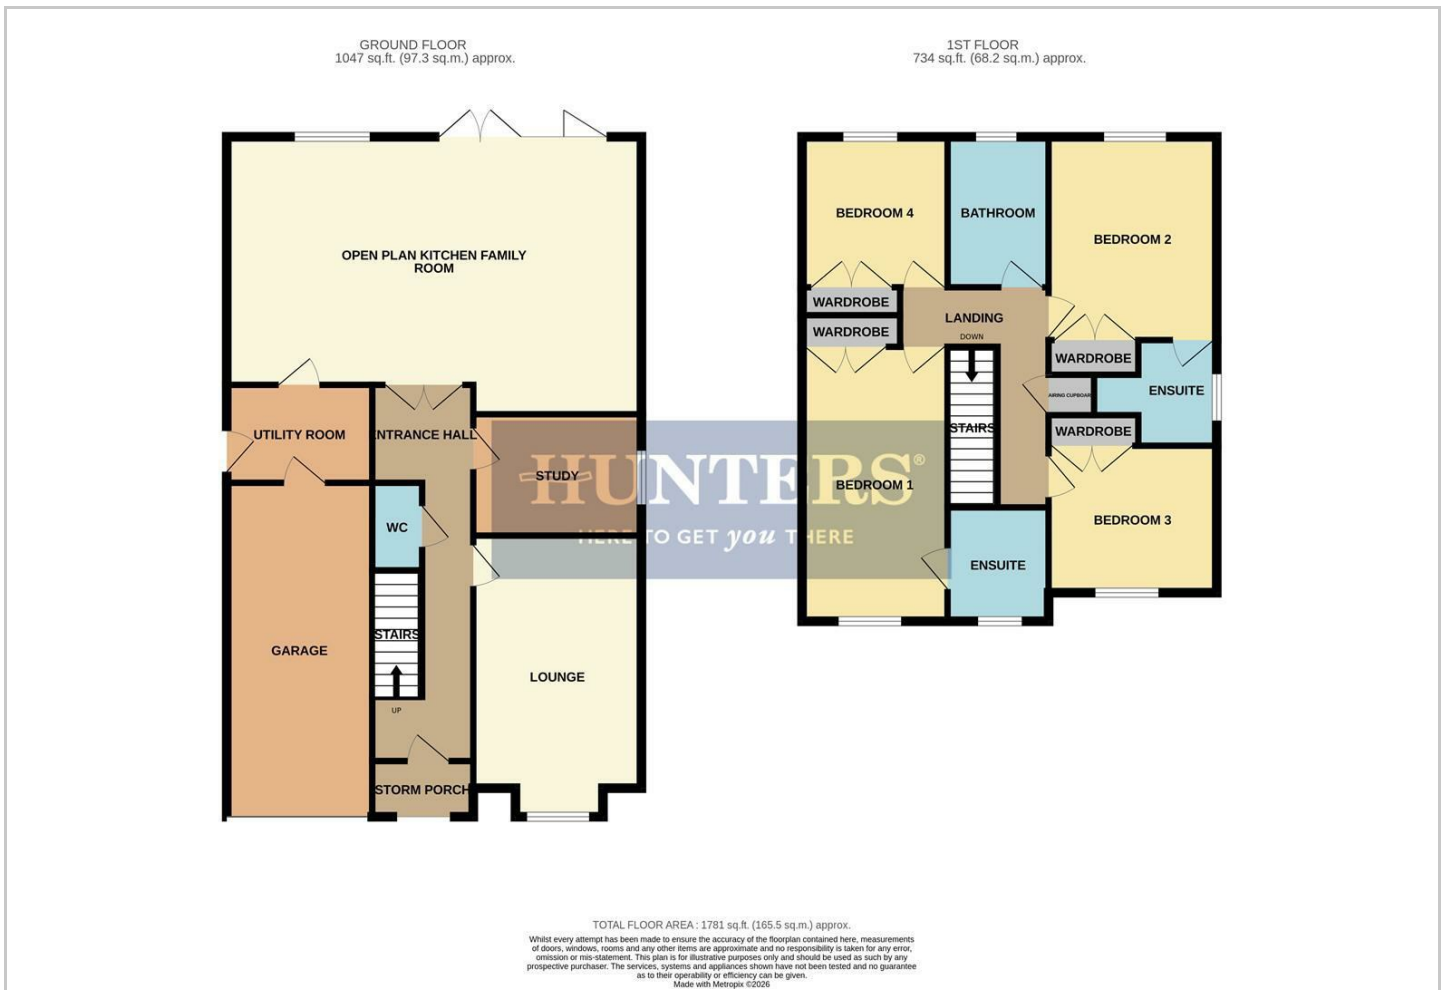 GROUND FLOOR
1047 sq.ft. (97.3 sq.m.) approx.
1ST FLOOR
734 sq.ft. (68.2 sq.m.) approx.
OPEN PLAN KITCHEN FAMILY
ROOM
UTILITY ROOM
ENTRANCE HALL
STUDY
WC
STAIRS
UP
GARAGE
LOUNGE
STORM PORCH
BEDROOM 4
BATHROOM
BEDROOM 2
WARDROBE
WARDROBE
LANDING
DOWN
WARDROBE
AIRING CUPBOARD
ENSUITE
STAIRS
WARDROBE
BEDROOM 1
BEDROOM 3
ENSUITE
HUNTERS®
HERE TO GET you THERE
TOTAL FLOOR AREA : 1781 sq.ft. (165.5 sq.m.) approx.
Whilst every attempt has been made to ensure the accuracy of the floorplan contained here, measurements
of doors, windows, rooms and any other items are approximate and no responsibility is taken for any error,
omission or mis-statement. This plan is for illustrative purposes only and should be used as such by any
prospective purchaser. The services, systems and appliances shown have not been tested and no guarantee
as to their operability or efficiency can be given.
Made with Metropix ©2026